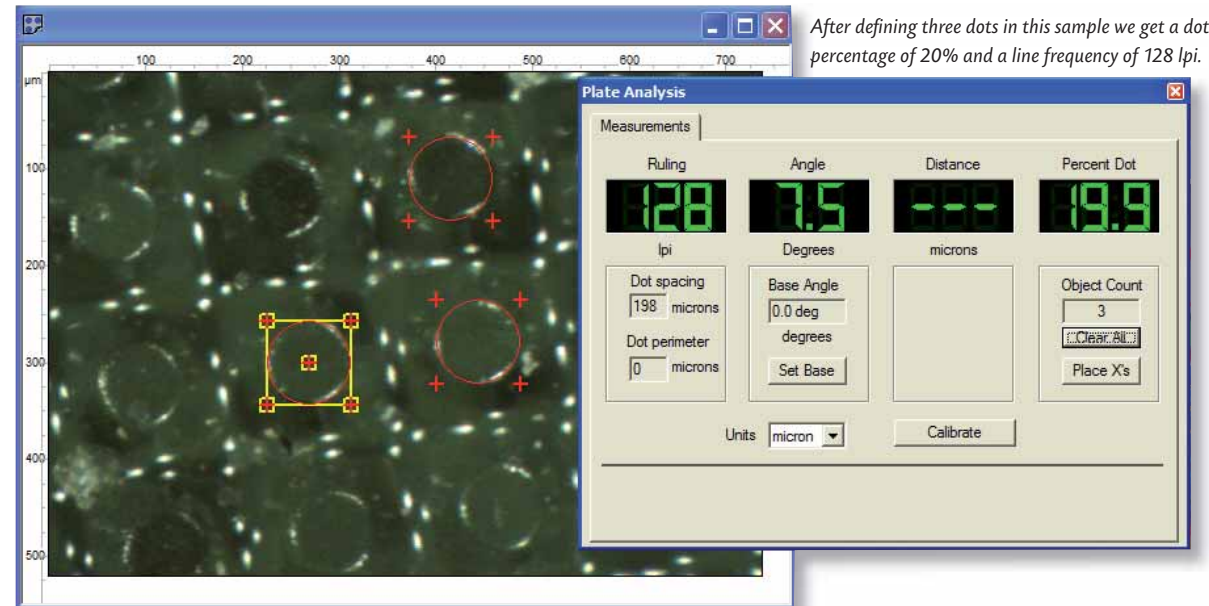 After defining three dots in this sample we get a dot
percentage of 20% and a line frequency of 128 lpi.
100 200 300 400 500 600 700
µm
100
200
300
400
500
Plate Analysis
Measurements
Ruling Angle Distance Percent Dot
128 7.5 --- 19.9
lpi Degrees microns
Dot spacing Base Angle Object Count
198 microns 0.0 deg 3
Dot perimeter degrees Clear All
0 microns Set Base Place X's
Units micron Calibrate